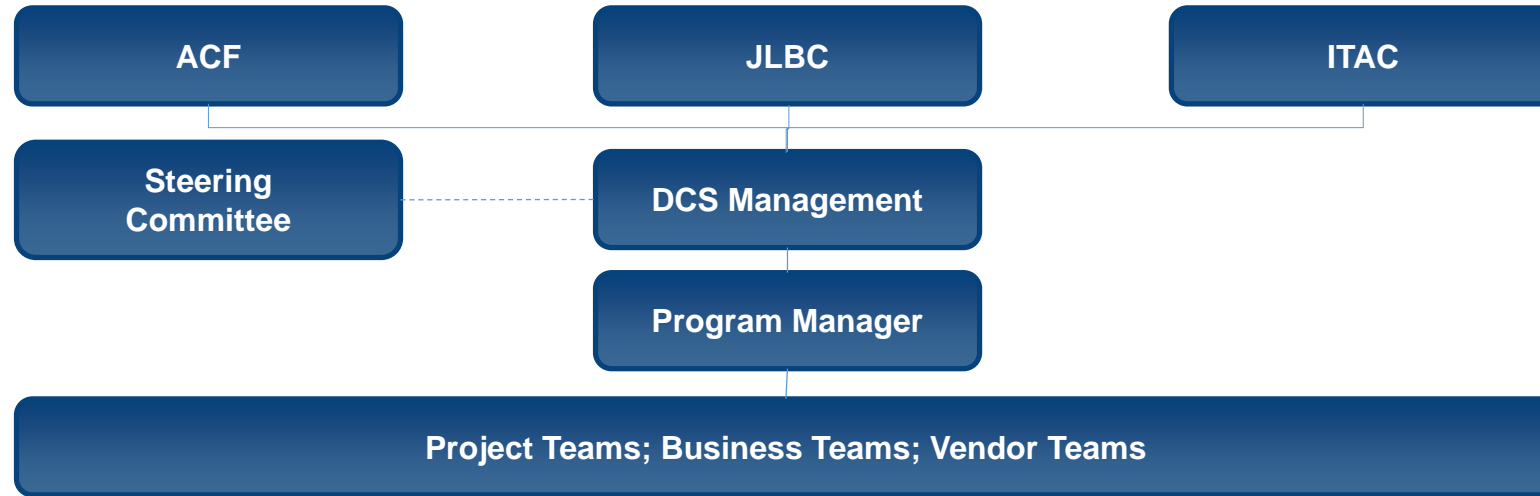 ACF
JLBC
ITAC
Steering
Committee
DCS Management
Program Manager
Project Teams; Business Teams; Vendor Teams